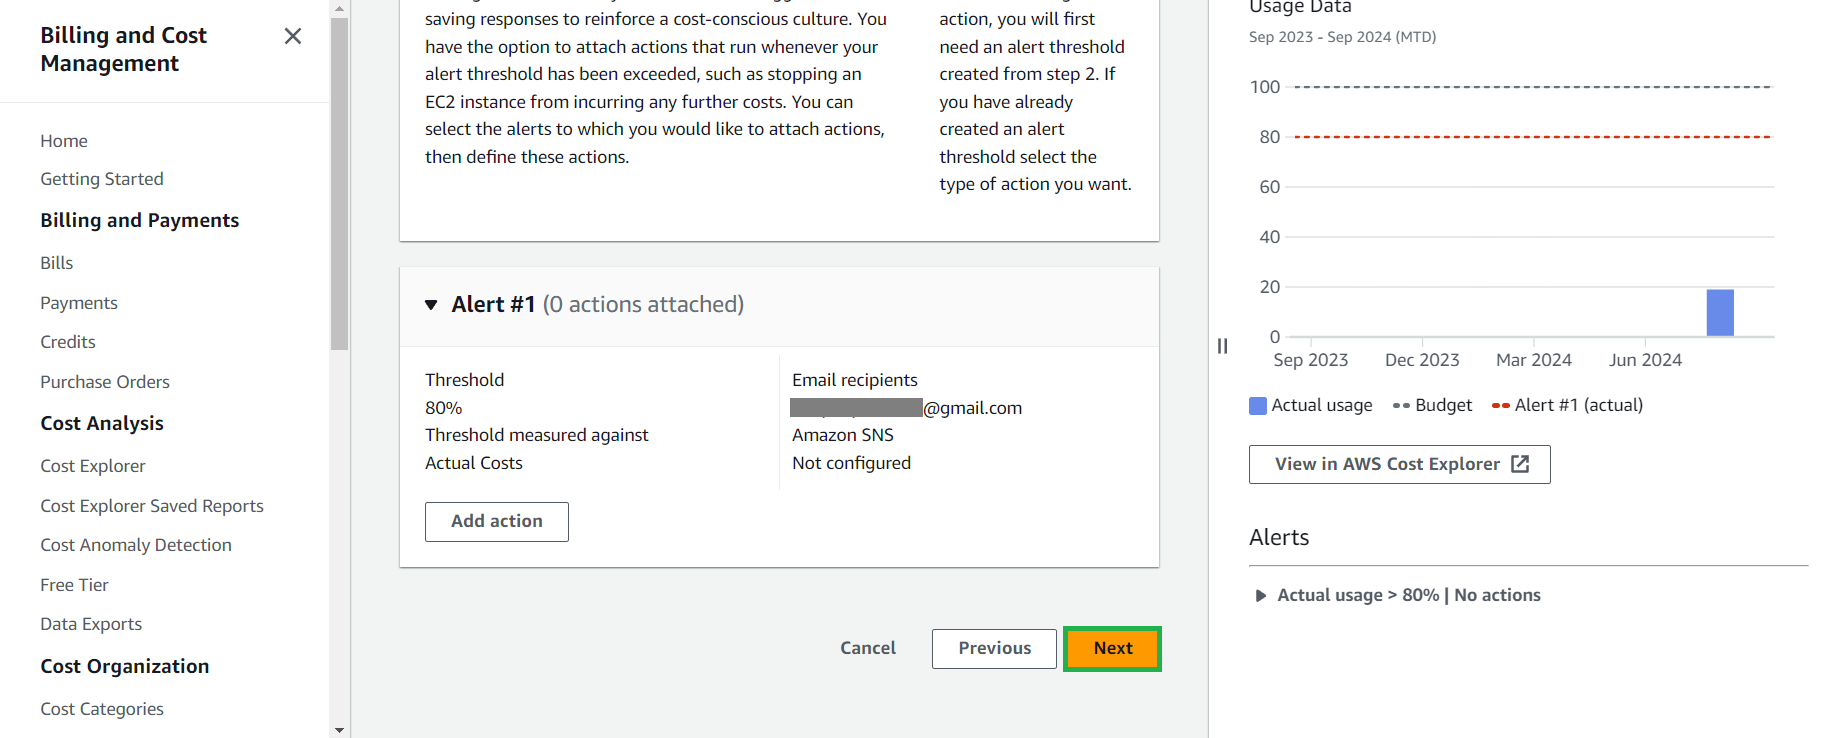 Billing and Cost
Management
Home
Getting Started
Billing and Payments
Bills
Payments
Credits
Purchase Orders
Cost Analysis
Cost Explorer
Cost Explorer Saved Reports
Cost Anomaly Detection
Free Tier
Data Exports
Cost Organization
Cost Categories
saving responses to reinforce a cost-conscious culture. You
have the option to attach actions that run whenever your
alert threshold has been exceeded, such as stopping an
EC2 instance from incurring any further costs. You can
select the alerts to which you would like to attach actions,
then define these actions.
action, you will first
need an alert threshold
created from step 2. If
you have already
created an alert
threshold select the
type of action you want.
Alert #1 (0 actions attached)
Threshold
80%
Threshold measured against
Actual Costs
Email recipients
@gmail.com
Amazon SNS
Not configured
Add action
Cancel
Previous
Next
Usage Data
Sep 2023 - Sep 2024 (MTD)
100
80
60
40
20
0
Sep 2023 Dec 2023 Mar 2024 Jun 2024
Actual usage Budget Alert #1 (actual)
View in AWS Cost Explorer
Alerts
Actual usage > 80% | No actions